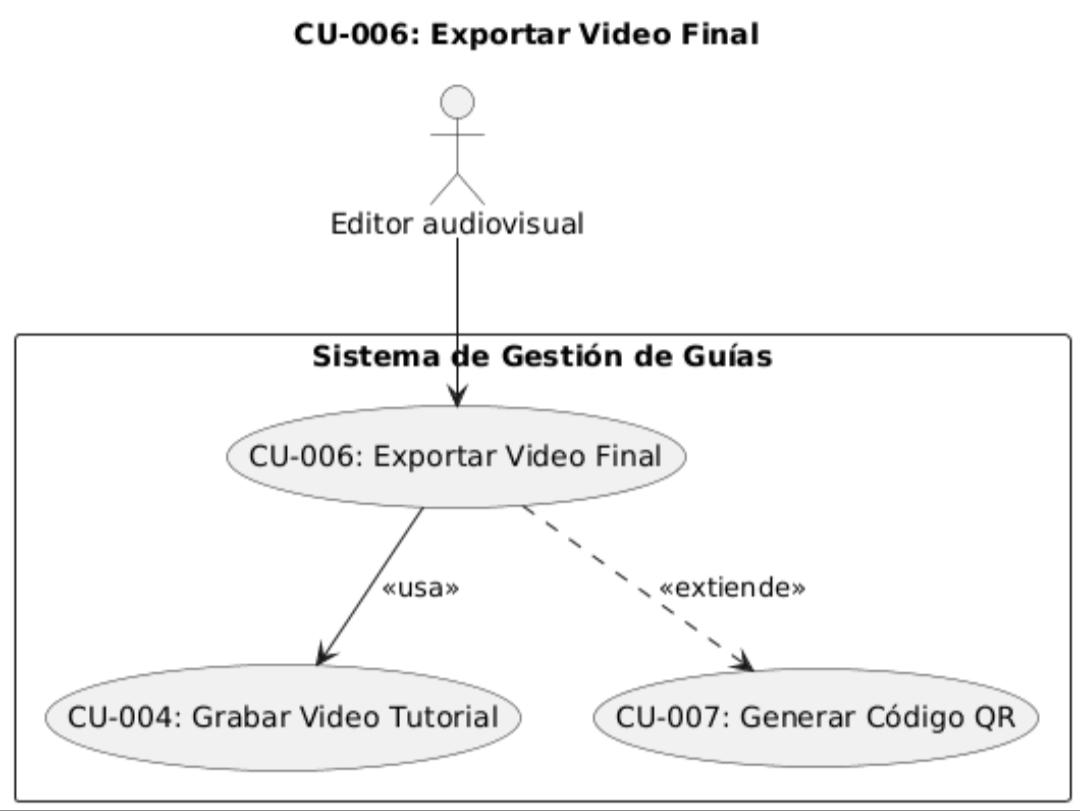 CU-006: Exportar Video Final
Editor audiovisual
Sistema de Gestión de Guías
CU-006: Exportar Video Final
«usa»
«extiende»
CU-004: Grabar Video Tutorial
CU-007: Generar Código QR